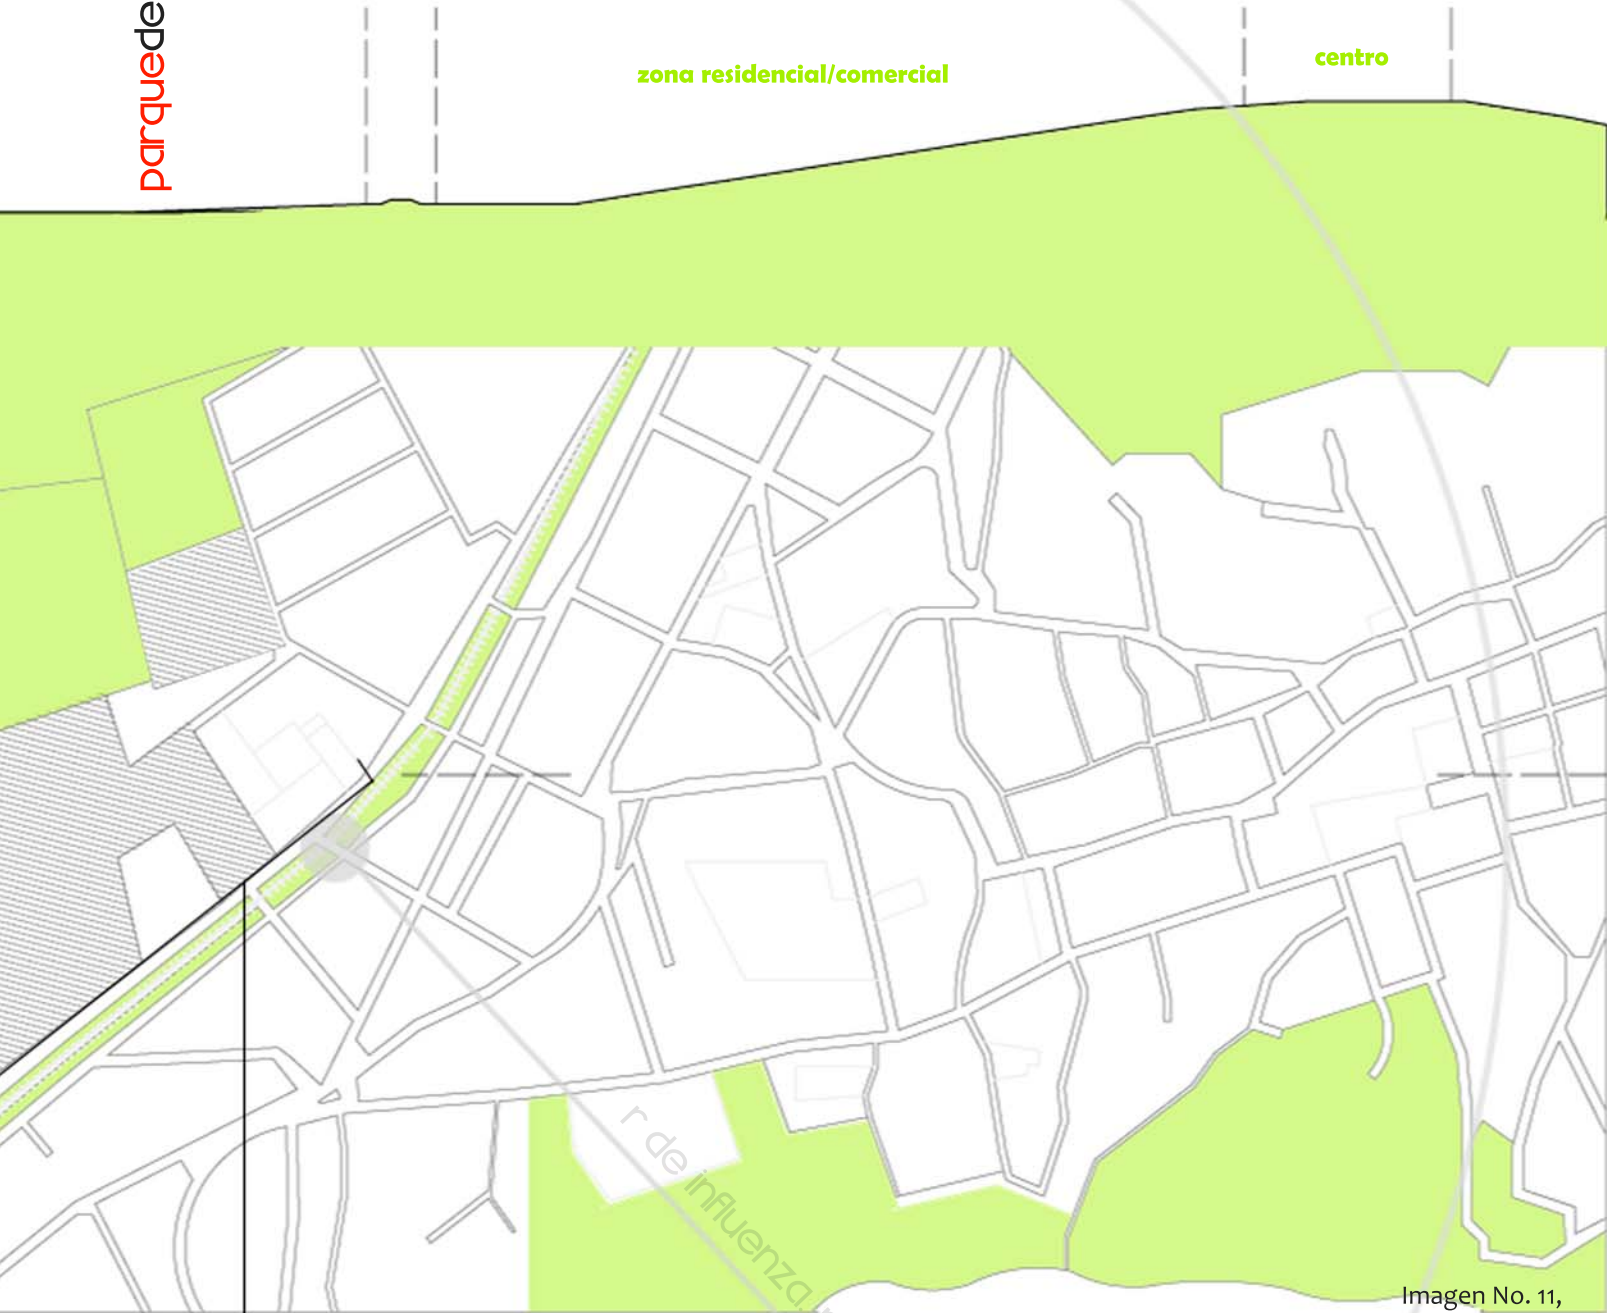 parquede
zona residencial/comercial
centro
r de influenza
Imagen No. 11,